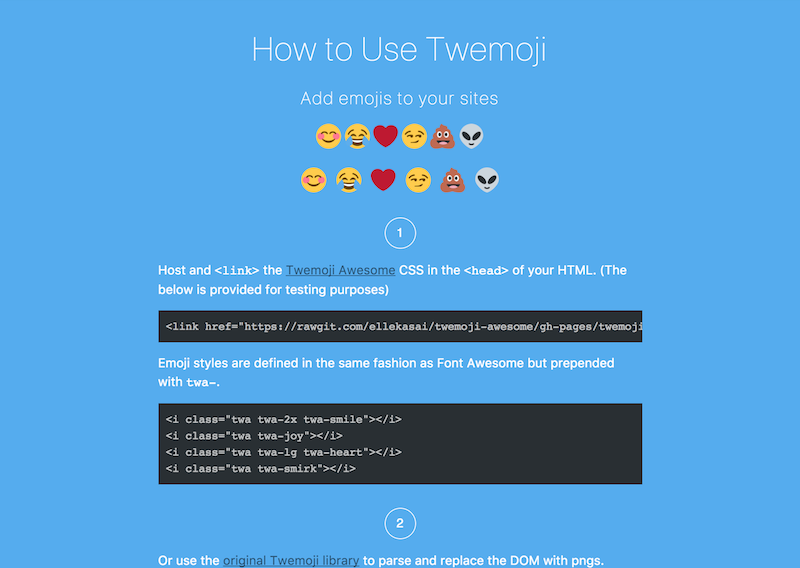 How to Use Twemoji
Add emojis to your sites
😊😂❤️😏💩👽
😊 😂 ❤️ 😏 💩 👽
1
Host and <link> the Twemoji Awesome CSS in the <head> of your HTML. (The
below is provided for testing purposes)
<link href="https://rawgit.com/ellekasai/twemoji-awesome/gh-pages/twemoji
Emoji styles are defined in the same fashion as Font Awesome but prepended
with twa-.
<i class="twa twa-2x twa-smile"></i>
<i class="twa twa-joy"></i>
<i class="twa twa-lg twa-heart"></i>
<i class="twa twa-smirk"></i>
2
Or use the original Twemoji library to parse and replace the DOM with pngs.